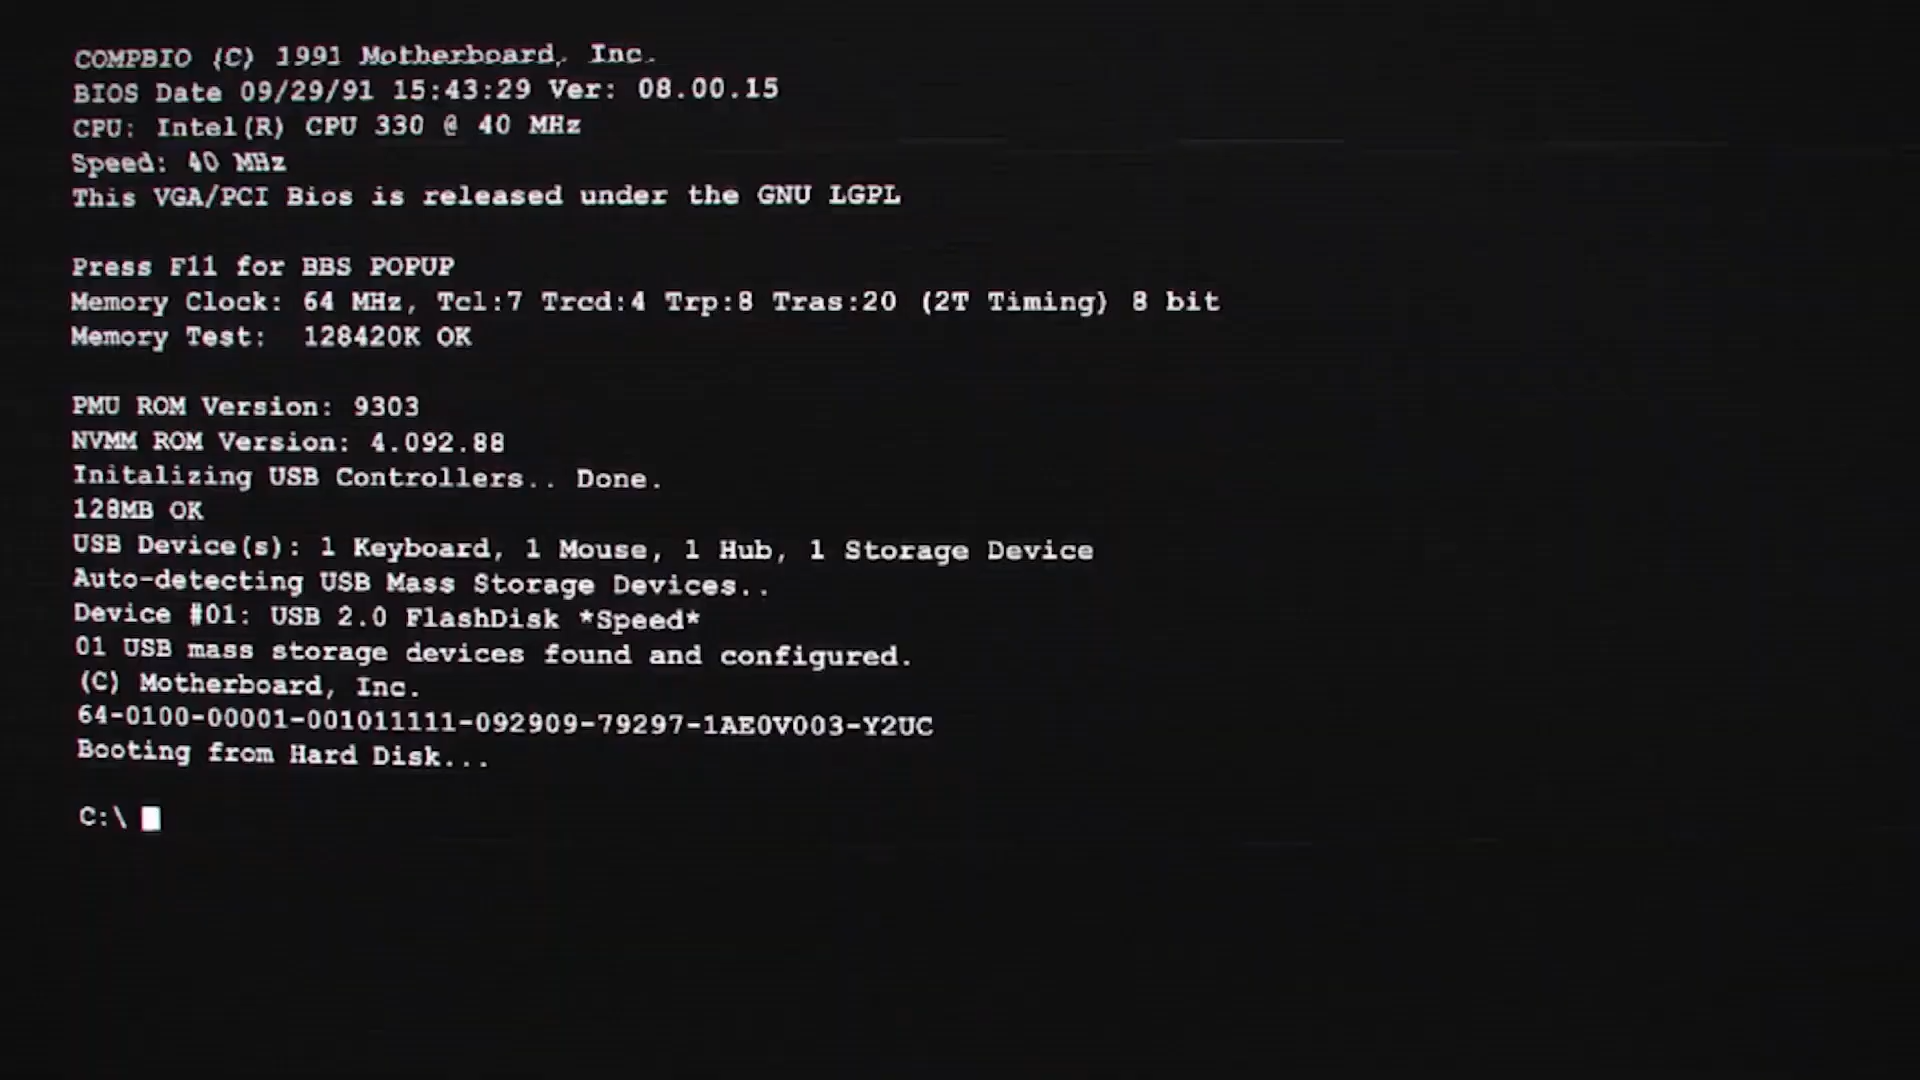 COMPBIO (C) 1991 Motherboard, Inc.
BIOS Date 09/29/91 15:43:29 Ver: 08.00.15
CPU: Intel(R) CPU 330 @ 40 MHz
Speed: 40 MHz
This VGA/PCI Bios is released under the GNU LGPL
Press F11 for BBS POPUP
Memory Clock: 64 MHz, Tcl:7 Trcd:4 Trp:8 Tras:20 (2T Timing) 8 bit
Memory Test: 128420K OK
PMU ROM Version: 9303
NVMM ROM Version: 4.092.88
Initalizing USB Controllers.. Done.
128MB OK
USB Device(s): 1 Keyboard, 1 Mouse, 1 Hub, 1 Storage Device
Auto-detecting USB Mass Storage Devices..
Device #01: USB 2.0 FlashDisk *Speed*
01 USB mass storage devices found and configured.
(C) Motherboard, Inc.
64-0100-00001-001011111-092909-79297-1AE0V003-Y2UC
Booting from Hard Disk...
C:\